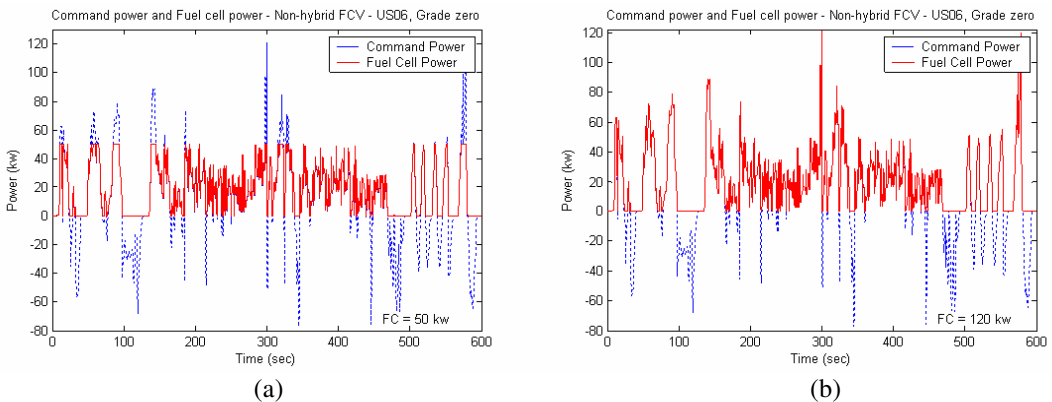 Command power and Fuel cell power - Non-hybrid FCV - US06, Grade zero
120
100
80
60
40
20
0
-20
-40
-60
-80
Power (kw)
Command Power
Fuel Cell Power
FC = 50 kw
0
100
200
300
400
500
600
Time (sec)
(a)
Command power and Fuel cell power - Non-hybrid FCV - US06, Grade zero
120
100
80
60
40
20
0
-20
-40
-60
-80
Power (kw)
Command Power
Fuel Cell Power
FC = 120 kw
0
100
200
300
400
500
600
Time (sec)
(b)